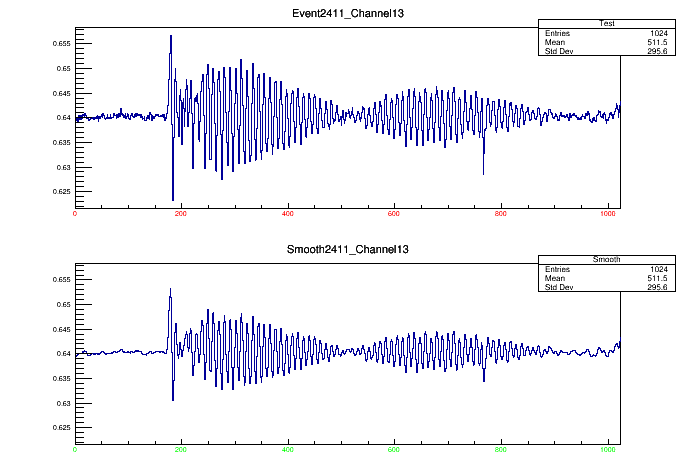 Event2411_Channel13
Test
Entries 1024
Mean 511.5
Std Dev 295.6
0.655
0.65
0.645
0.64
0.635
0.63
0.625
0 200 400 600 800 1000
Smooth2411_Channel13
Smooth
Entries 1024
Mean 511.5
Std Dev 295.6
0.655
0.65
0.645
0.64
0.635
0.63
0.625
0 200 400 600 800 1000